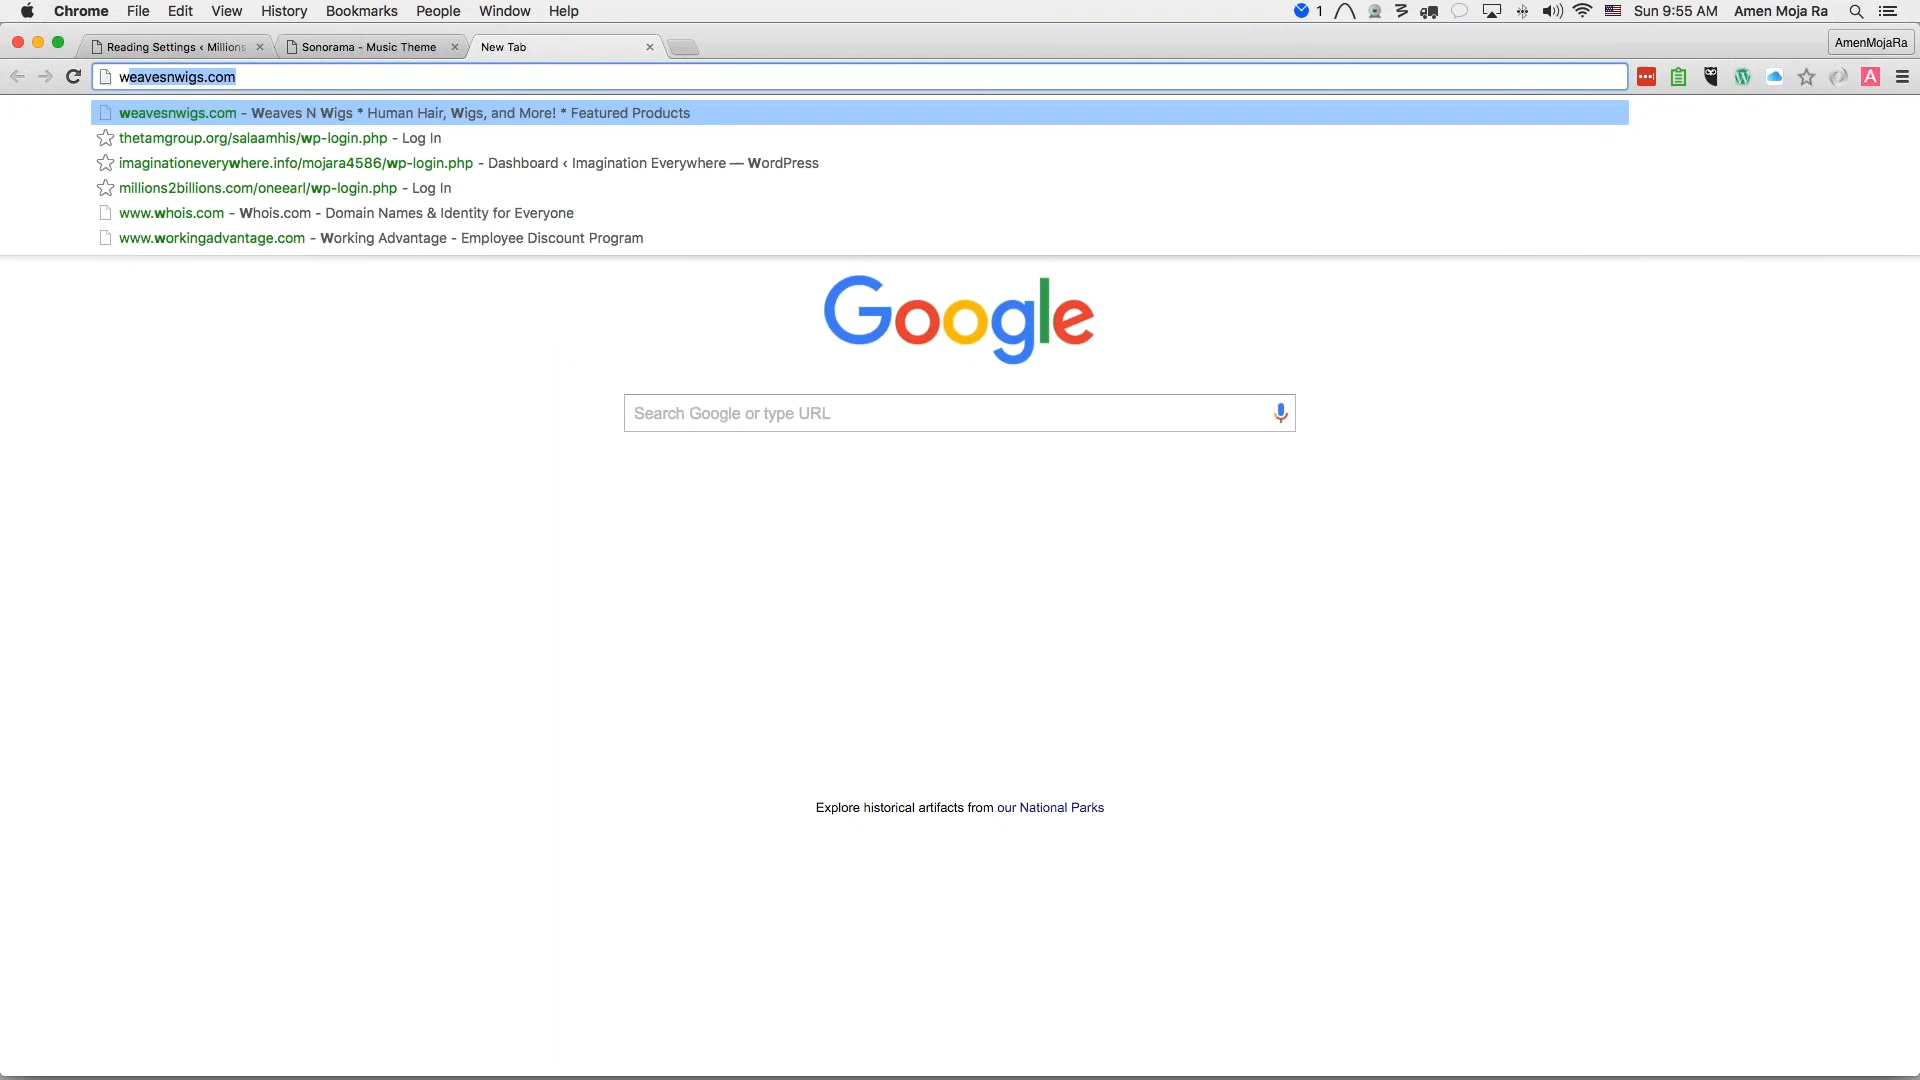 Chrome File Edit View History Bookmarks People Window Help 1 Sun 9:55 AM Amen Moja Ra
Reading Settings ‹ Millions Sonorama - Music Theme New Tab AmenMojaRa
weavesnwigs.com
weavesnwigs.com - Weaves N Wigs * Human Hair, Wigs, and More! * Featured Products
thetamgroup.org/salaamhis/wp-login.php - Log In
imaginationeverywhere.info/mojara4586/wp-login.php - Dashboard ‹ Imagination Everywhere — WordPress
millions2billions.com/oneearl/wp-login.php - Log In
www.whois.com - Whois.com - Domain Names & Identity for Everyone
www.workingadvantage.com - Working Advantage - Employee Discount Program
Google
Search Google or type URL
Explore historical artifacts from our National Parks